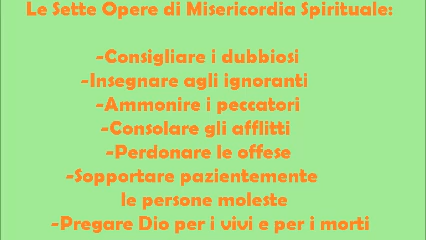 Le Sette Opere di Misericordia Spirituale:
-Consigliare i dubbiosi
-Insegnare agli ignoranti
-Ammonire i peccatori
-Consolare gli afflitti
-Perdonare le offese
-Sopportare pazientemente
le persone moleste
-Pregare Dio per i vivi e per i morti